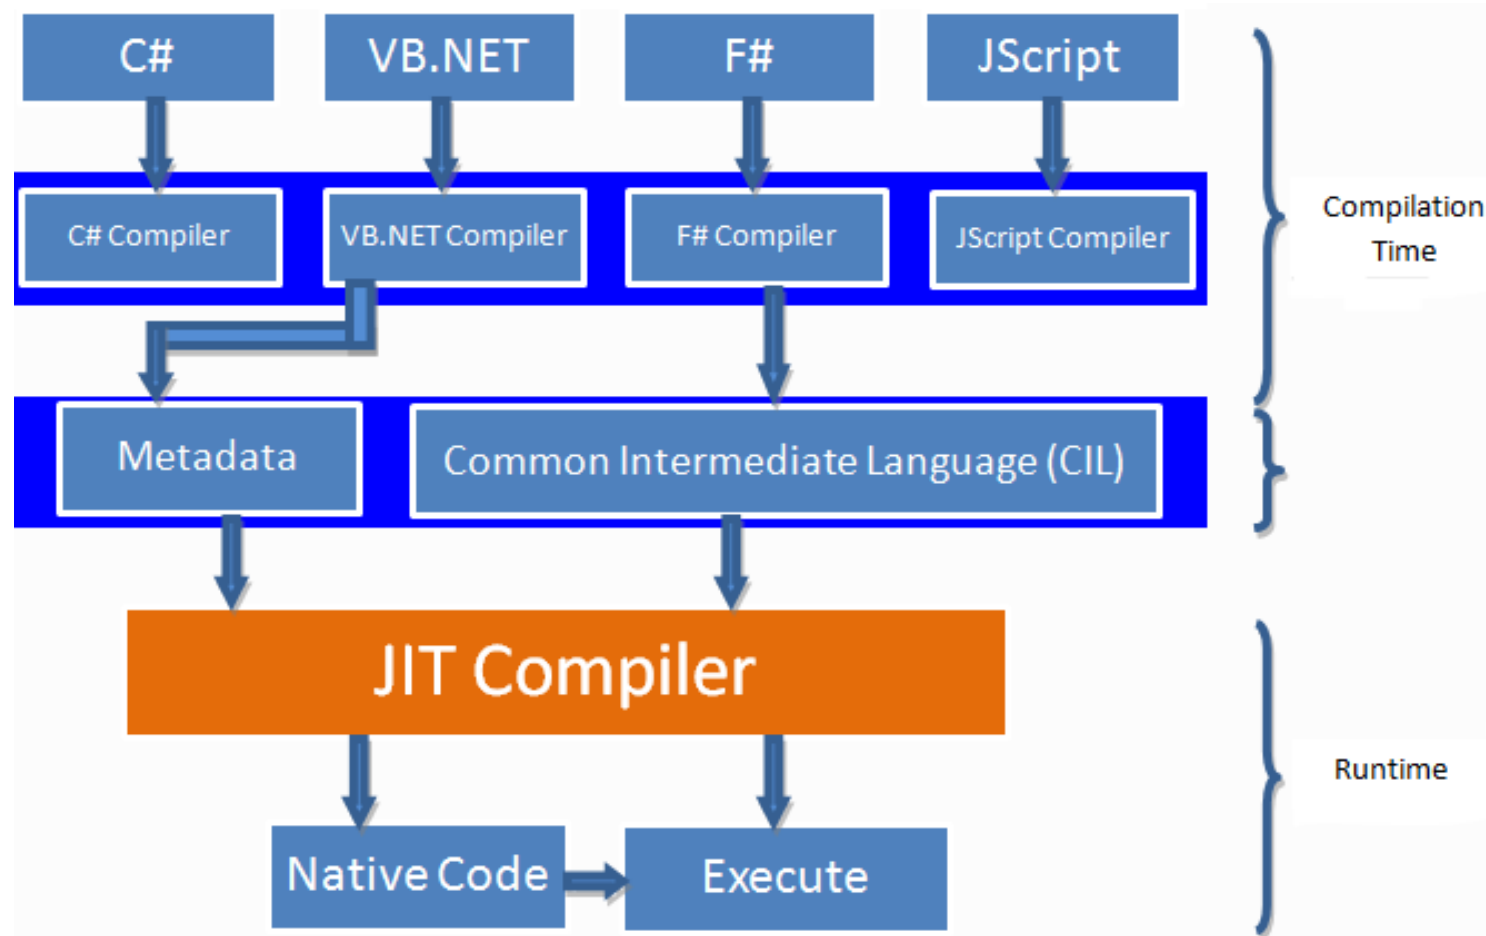 C#
VB.NET
F#
JScript
C# Compiler
VB.NET Compiler
F# Compiler
JScript Compiler
Compilation
Time
Metadata
Common Intermediate Language (CIL)
JIT Compiler
Runtime
Native Code
Execute